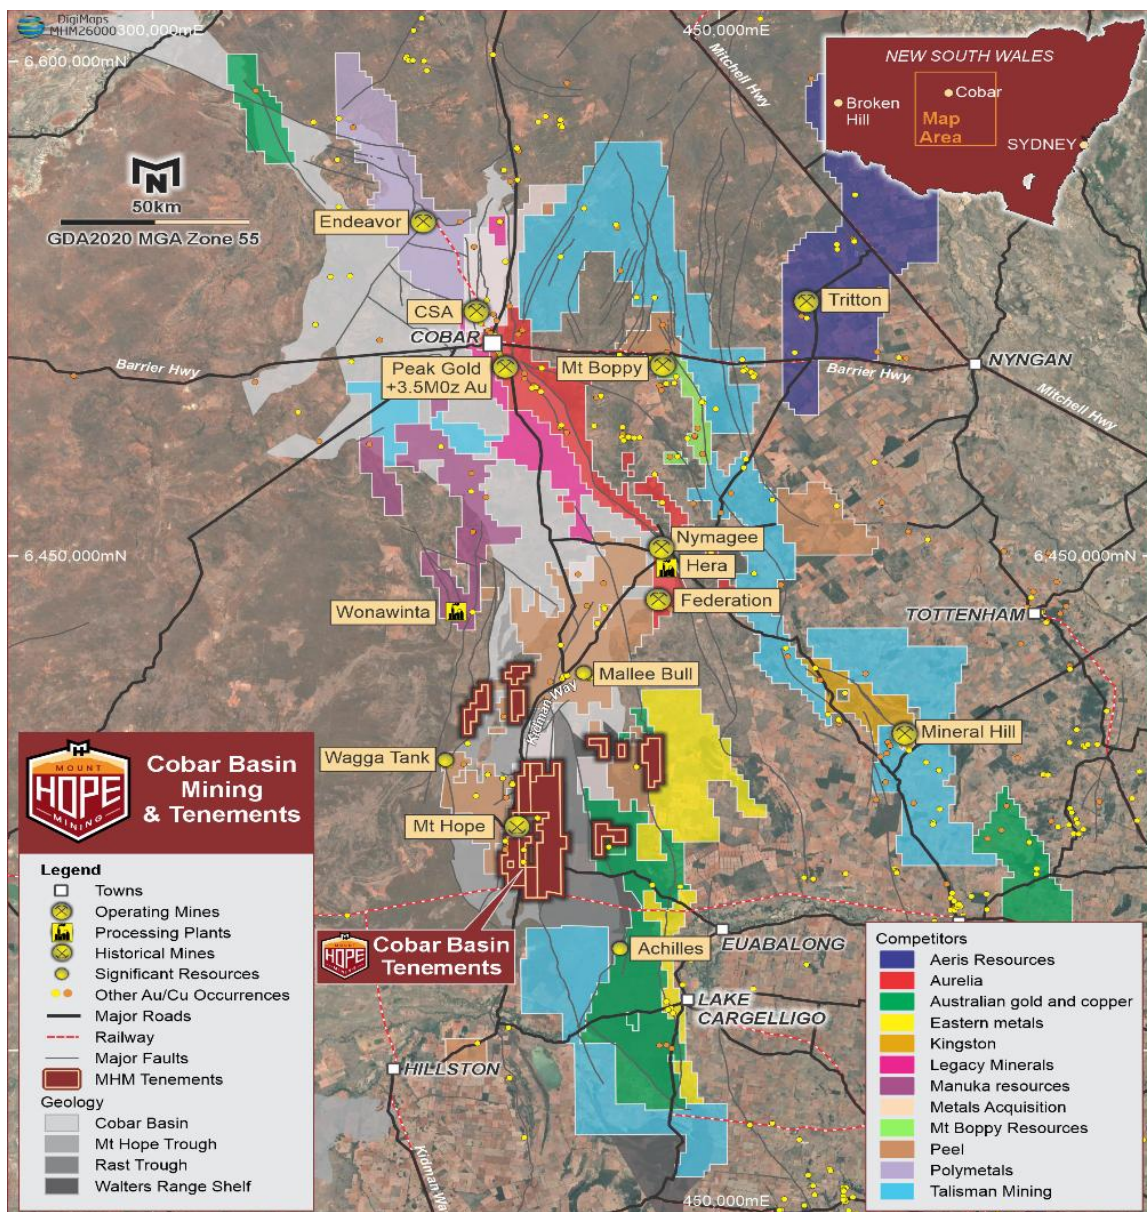 DigiMaps
MHM26000
300,000mE
450,000mE
6,600,000mN
Mitchell Hwy
NEW SOUTH WALES
Cobar
Broken
Hill
Map
Area
SYDNEY
N
50km
GDA2020 MGA Zone 55
Endeavor
CSA
Tritton
COBAR
Barrier Hwy
Peak Gold
+3.5M0z Au
Mt Boppy
Barrier Hwy
NYNGAN
Mitchell Hwy
6,450,000mN
Nymagee
6,450,000mN
Hera
Wonawinta
Federation
TOTTENHAM
Mallee Bull
Kidman Way
Mineral Hill
Wagga Tank
Mt Hope
MOUNT
HOPE
MINING
Cobar Basin
Mining
& Tenements
Legend
Towns
Operating Mines
Processing Plants
Historical Mines
Significant Resources
Other Au/Cu Occurrences
Major Roads
Railway
Major Faults
MHM Tenements
Geology
Cobar Basin
Mt Hope Trough
Rast Trough
Walters Range Shelf
MOUNT
HOPE
MINING
Cobar Basin
Tenements
Achilles
EUABALONG
LAKE
CARGELLIGO
HILLSTON
Kidman Way
450,000mE
Competitors
Aeris Resources
Aurelia
Australian gold and copper
Eastern metals
Kingston
Legacy Minerals
Manuka resources
Metals Acquisition
Mt Boppy Resources
Peel
Polymetals
Talisman Mining